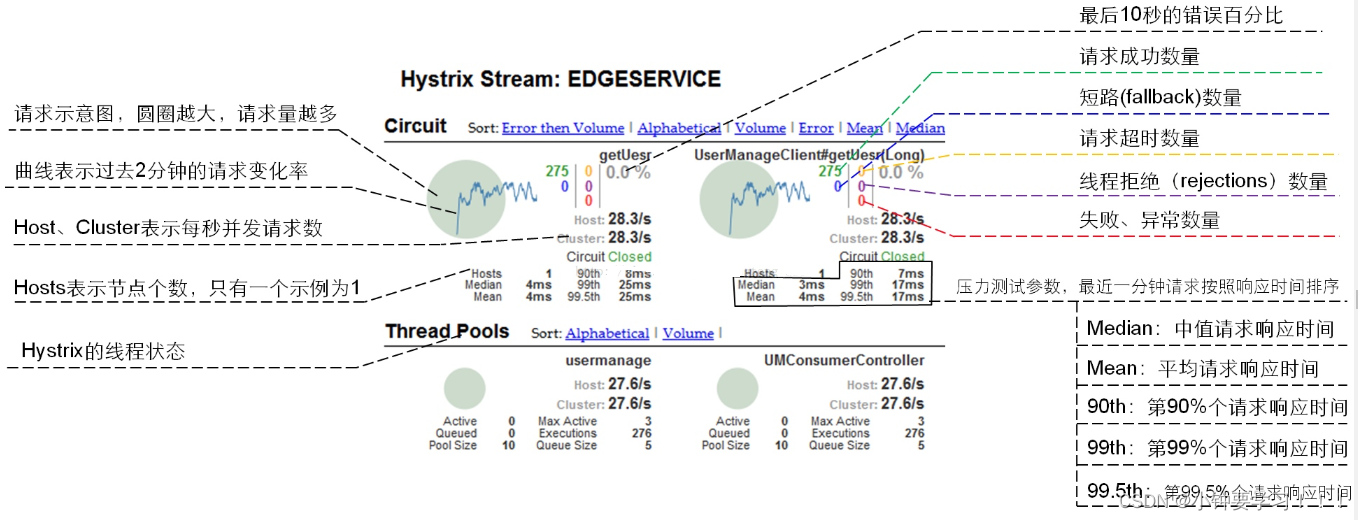 最后10秒的错误百分比
请求成功数量
短路(fallback)数量
请求超时数量
线程拒绝（rejections）数量
失败、异常数量
Hystrix Stream: EDGESERVICE
请求示意图，圆圈越大，请求量越多
曲线表示过去2分钟的请求变化率
Host、Cluster表示每秒并发请求数
Hosts表示节点个数，只有一个示例为1
Hystrix的线程状态
Circuit Sort: Error then Volume | Alphabetical | Volume | Error | Mean | Median
getUesr
275 0 0.0 %
0 0
0
Host: 28.3/s
Cluster: 28.3/s
Circuit Closed
Hosts 1 90th 8ms
Median 4ms 99th 25ms
Mean 4ms 99.5th 25ms
UserManageClient#getUesr(Long)
275 0 0.0 %
0 0
0
Host: 28.3/s
Cluster: 28.3/s
Circuit Closed
Hosts 1 90th 7ms
Median 3ms 99th 17ms
Mean 4ms 99.5th 17ms
Thread Pools Sort: Alphabetical | Volume |
usermanage
Host: 27.6/s
Cluster: 27.6/s
Active 0 Max Active 3
Queued 0 Executions 276
Pool Size 10 Queue Size 5
UMConsumerController
Host: 27.6/s
Cluster: 27.6/s
Active 0 Max Active 3
Queued 0 Executions 276
Pool Size 10 Queue Size 5
压力测试参数，最近一分钟请求按照响应时间排序
Median：中值请求响应时间
Mean：平均请求响应时间
90th：第90%个请求响应时间
99th：第99%个请求响应时间
99.5th：第99.5%个请求响应时间
CSDN @小钟要学习！！！